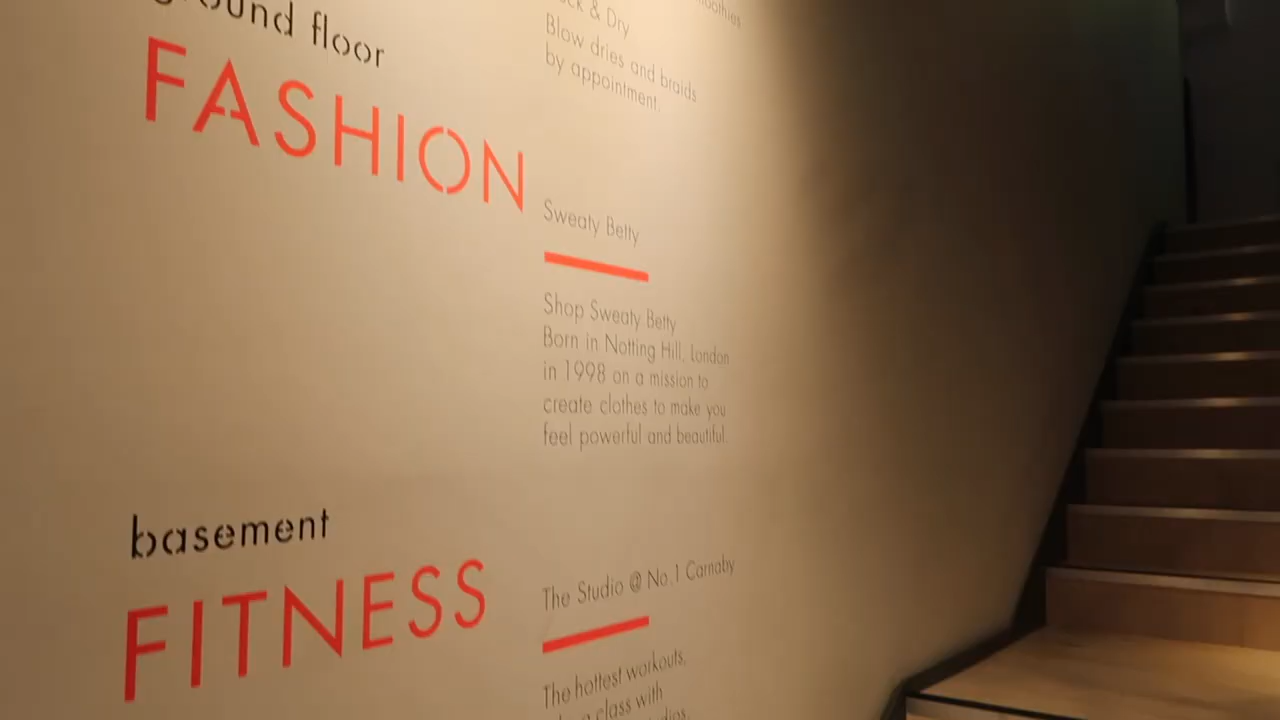 ground floor
FASHION
& Dry
Blow dries and braids
by appointment.
Sweaty Betty
Shop Sweaty Betty
Born in Notting Hill, London
in 1998 on a mission to
create clothes to make you
feel powerful and beautiful.
basement
FITNESS
The Studio @ No.1 Carnaby
The hottest workouts,
class with